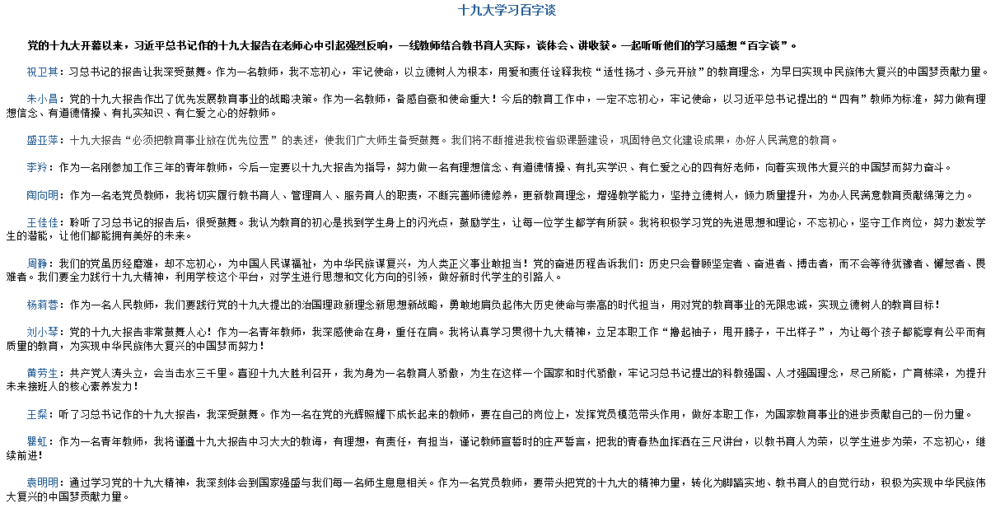 十九大学习百字谈
党的十九大开幕以来，习近平总书记作的十九大报告在老师心中引起强烈反响，一线教师结合教书育人实际，谈体会、讲收获。一起听听他们的学习感想“百字谈”。
祝卫其：习总书记的报告让我深受鼓舞。作为一名教师，我不忘初心，牢记使命，以立德树人为根本，用爱和责任诠释我校“适性扬才、多元开放”的教育理念，为早日实现中民族伟大复兴的中国梦贡献力量。
朱小昌：党的十九大报告作出了优先发展教育事业的战略决策。作为一名教师，备感自豪和使命重大！今后的教育工作中，一定不忘初心，牢记使命，以习近平总书记提出的“四有”教师为标准，努力做有理
想信念、有道德情操、有扎实知识、有仁爱之心的好教师。
盛亚萍：十九大报告“必须把教育事业放在优先位置”的表述，使我们广大师生备受鼓舞。我们将不断推进我校省级课题建设，巩固特色文化建设成果，办好人民满意的教育。
李羚：作为一名刚参加工作三年的青年教师，今后一定要以十九大报告为指导，努力做一名有理想信念、有道德情操、有扎实学识、有仁爱之心的四有好老师，向着实现伟大复兴的中国梦而努力奋斗。
陶向明：作为一名老党员教师，我将切实履行教书育人、管理育人、服务育人的职责，不断完善师德修养，更新教育理念，增强教学能力，坚持立德树人，倾力质量提升，为办人民满意教育贡献绵薄之力。
王佳佳：聆听了习总书记的报告后，很受鼓舞。我认为教育的初心是找到学生身上的闪光点，鼓励学生，让每一位学生都学有所获。我将积极学习党的先进思想和理论，不忘初心，坚守工作岗位，努力激发学
生的潜能，让他们都能拥有美好的未来。
周静：我们的党虽历经磨难，却不忘初心，为中国人民谋福祉，为中华民族谋复兴，为人类正义事业敢担当！党的奋进历程告诉我们：历史只会眷顾坚定者、奋进者、搏击者，而不会等待犹豫者、懈怠者、畏
难者。我们要全力践行十九大精神，利用学校这个平台，对学生进行思想和文化方向的引领，做好新时代学生的引路人。
杨莉蓉：作为一名人民教师，我们要践行党的十九大提出的治国理政新理念新思想新战略，勇敢地肩负起伟大历史使命与崇高的时代担当，用对党的教育事业的无限忠诚，实现立德树人的教育目标！
刘小琴：党的十九大报告非常鼓舞人心！作为一名青年教师，我深感使命在身，重任在肩。我将认真学习贯彻十九大精神，立足本职工作“撸起袖子，甩开膀子，干出样子”，为让每个孩子都能享有公平而有
质量的教育，为实现中华民族伟大复兴的中国梦而努力！
黄劳生：共产党人涛头立，会当击水三千里。喜迎十九大胜利召开，我为身为一名教育人骄傲，为生在这样一个国家和时代骄傲，牢记习总书记提出的科教强国、人才强国理念，尽己所能，广育栋梁，为提升
未来接班人的核心素养发力！
王粲：听了习总书记作的十九大报告，我深受鼓舞。作为一名在党的光辉照耀下成长起来的教师，要在自己的岗位上，发挥党员模范带头作用，做好本职工作，为国家教育事业的进步贡献自己的一份力量。
瞿虹：作为一名青年教师，我将谨遵十九大报告中习大大的教诲，有理想，有责任，有担当，谨记教师宣誓时的庄严誓言，把我的青春热血挥洒在三尺讲台，以教书育人为荣，以学生进步为荣，不忘初心，继
续前进！
袁明明：通过学习党的十九大精神，我深刻体会到国家强盛与我们每一名师生息息相关。作为一名党员教师，要带头把党的十九大的精神力量，转化为脚踏实地、教书育人的自觉行动，积极为实现中华民族伟
大复兴的中国梦贡献力量。